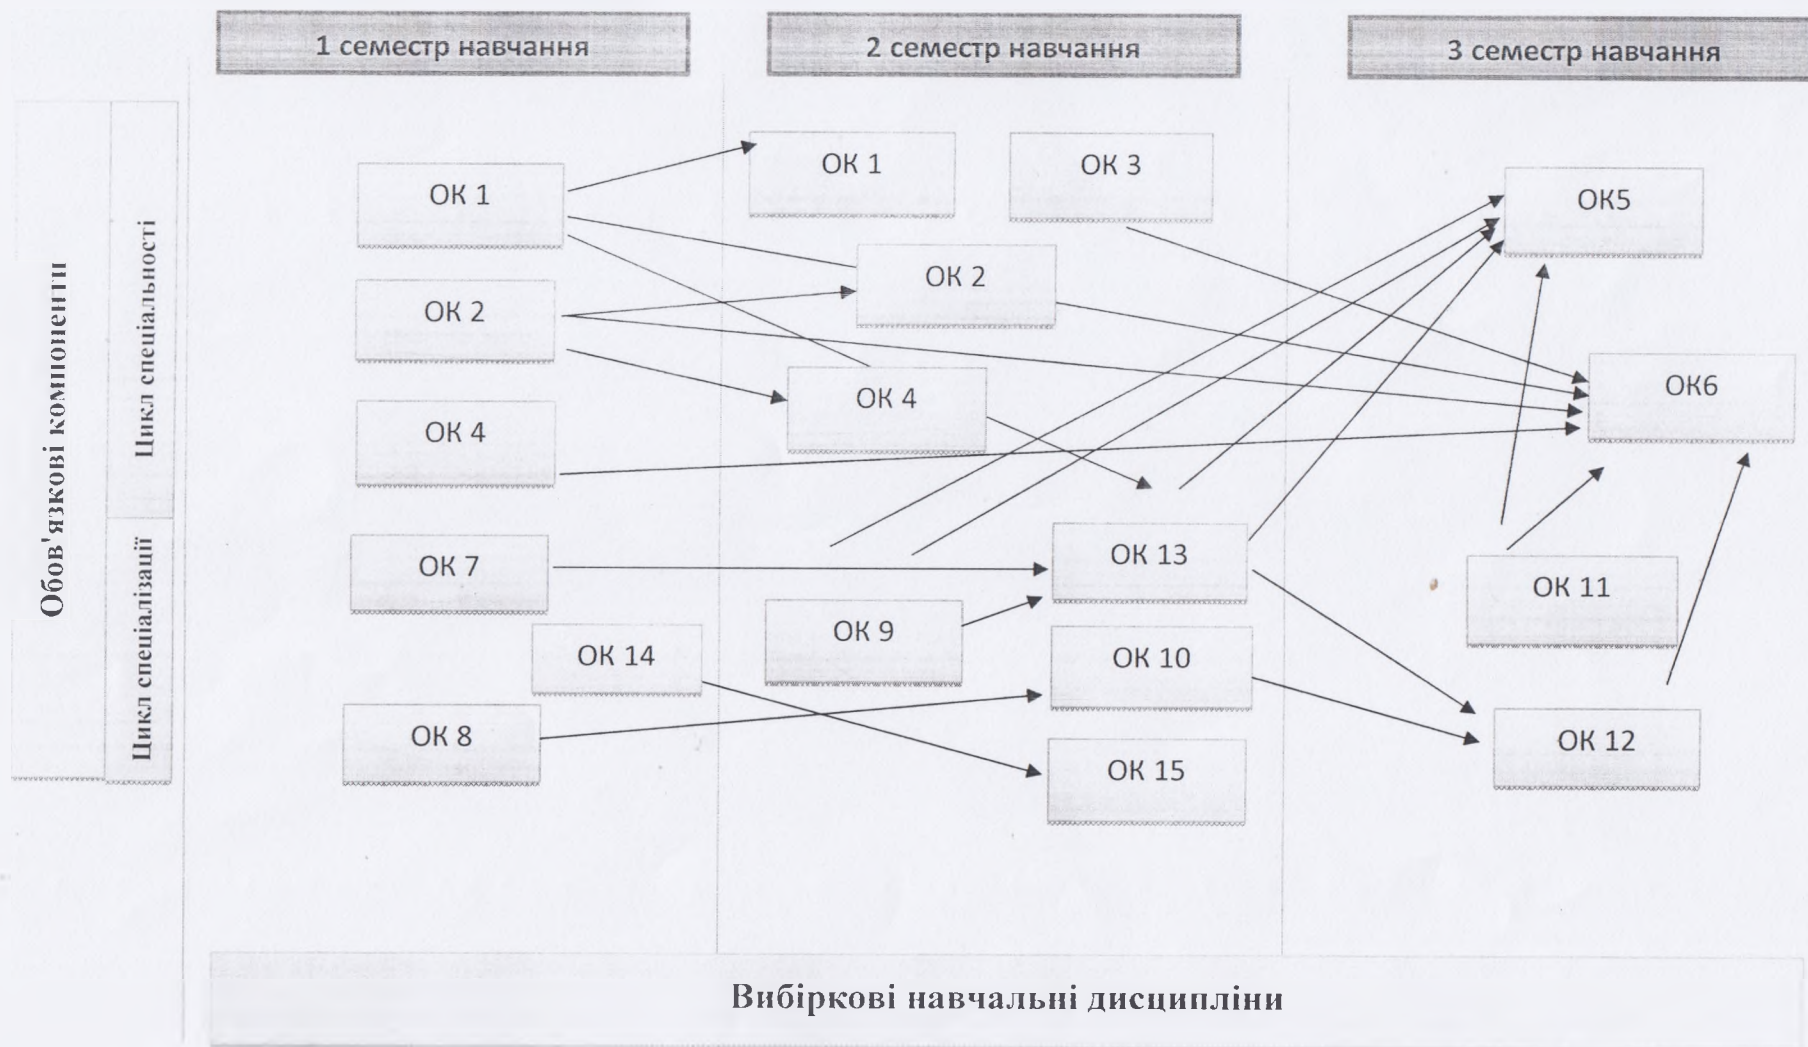 1 семестр навчання
2 семестр навчання
3 семестр навчання
Обов'язкові компоненти
Цикл спеціальності
Цикл спеціалізації
ОК 1
ОК 2
ОК 4
ОК 7
ОК 14
ОК 8
ОК 1
ОК 3
ОК 2
ОК 4
ОК 13
ОК 9
ОК 10
ОК 15
ОК5
ОК6
ОК 11
ОК 12
Вибіркові навчальні дисципліни